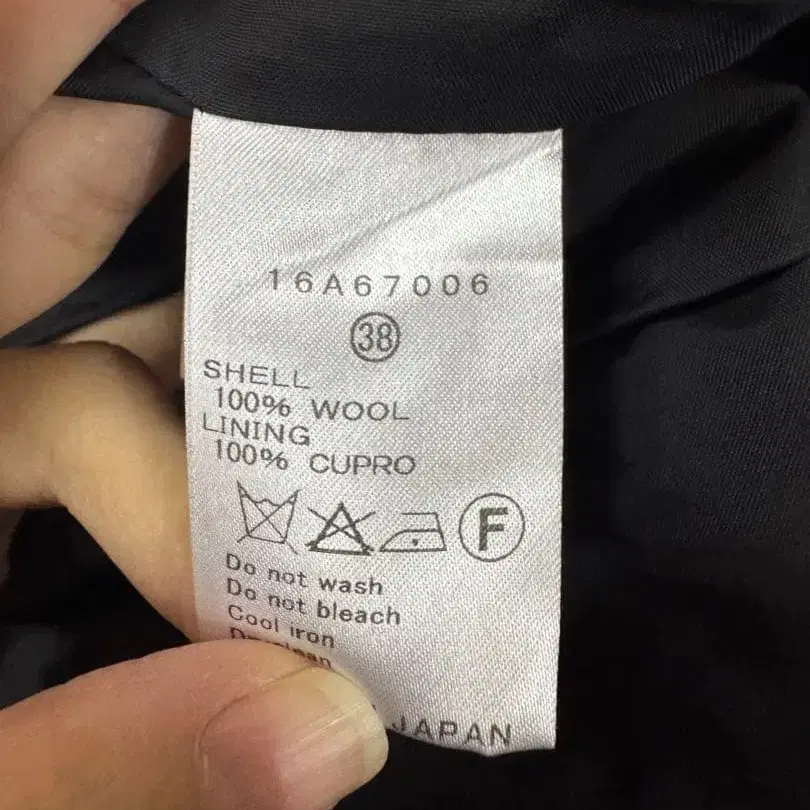 16A67006
38
SHELL
100% WOOL
LINING
100% CUPRO
F
Do not wash
Do not bleach
Cool iron
JAPAN